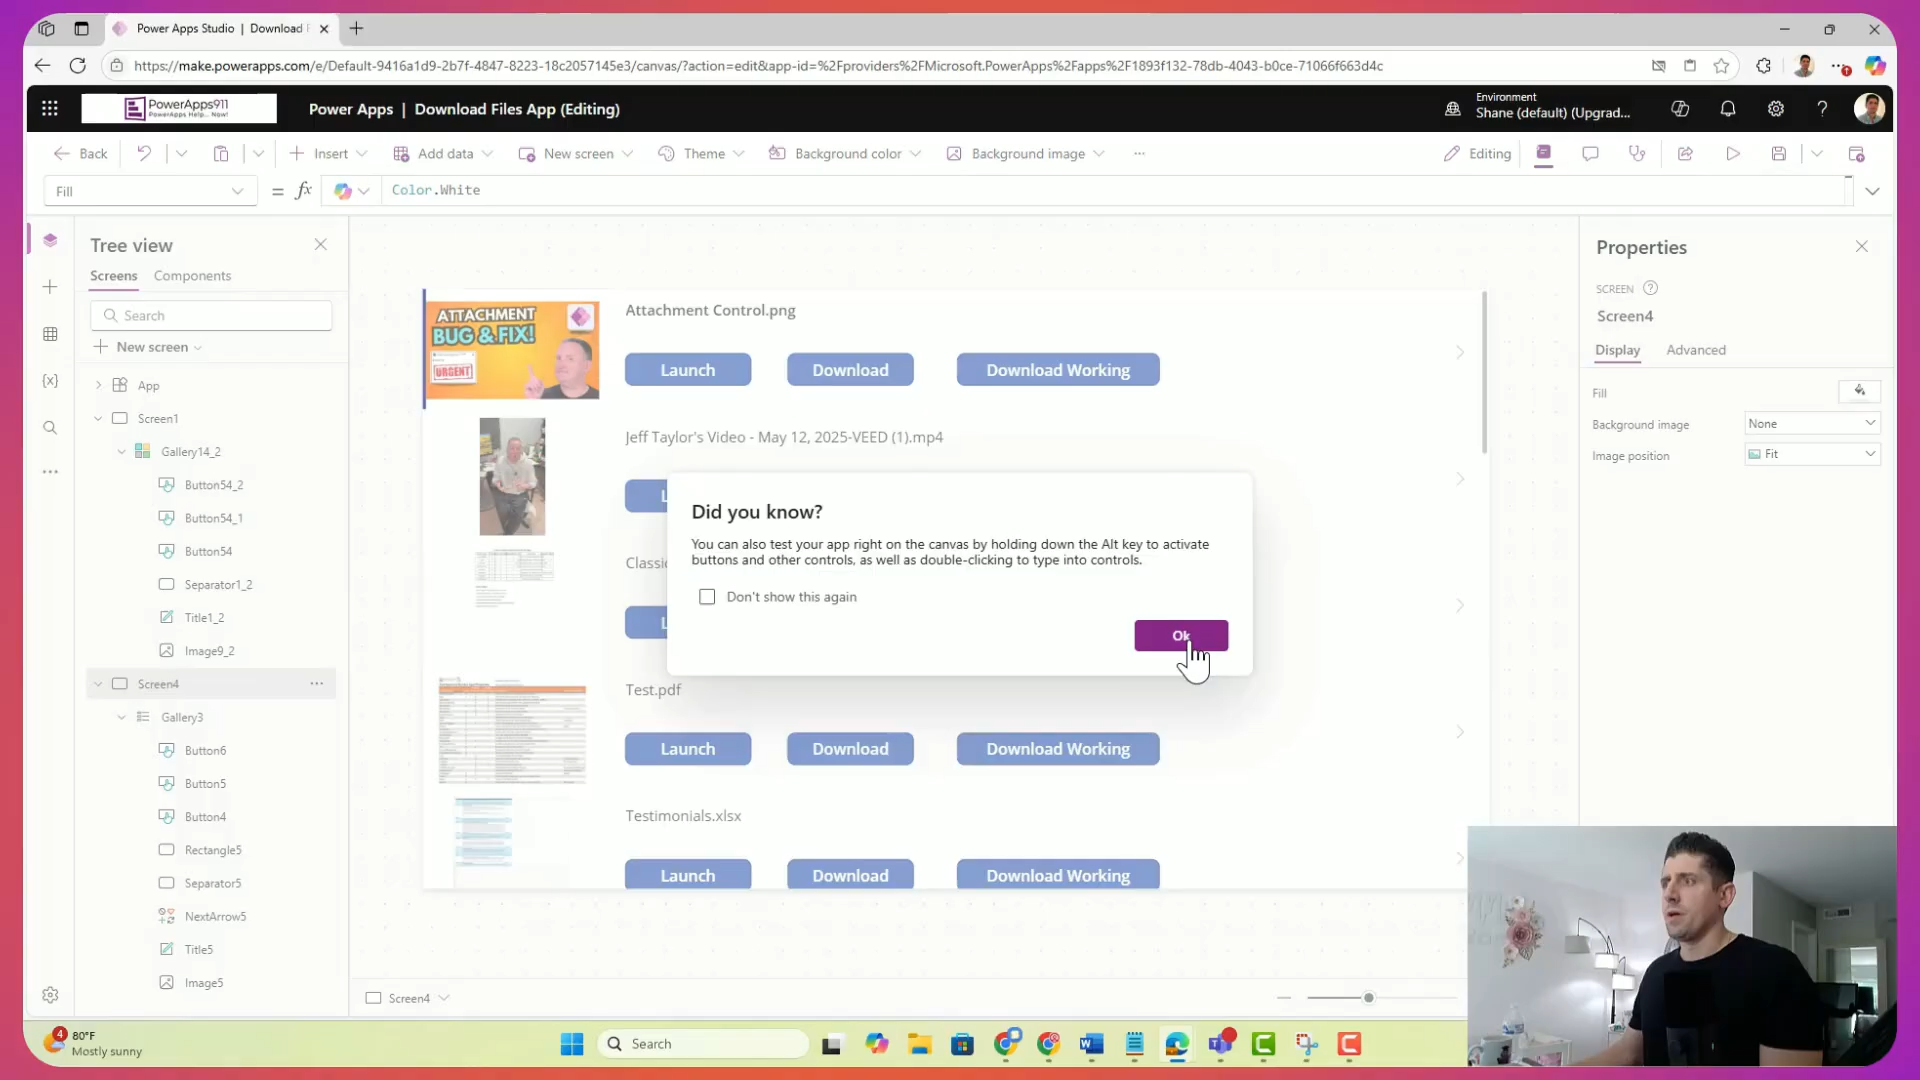 Power Apps Studio | Download F
https://make.powerapps.com/e/Default-9416a1d9-2b7f-4847-8223-18c2057145e3/canvas/?action=edit&app-id=%2Fproviders%2FMicrosoft.PowerApps%2Fapps%2F1893f132-78db-4043-b0ce-71066f663d4c
PowerApps911
PowerApps Help... Now!
Power Apps | Download Files App (Editing)
Environment
Shane (default) (Upgrad...
Back
Insert
Add data
New screen
Theme
Background color
Background image
Editing
Fill
= fx
Color.White
Tree view
Screens
Components
Search
New screen
App
Screen1
Gallery14_2
Button54_2
Button54_1
Button54
Separator1_2
Title1_2
Image9_2
Screen4
Gallery3
Button6
Button5
Button4
Rectangle5
Separator5
NextArrow5
Title5
Image5
ATTACHMENT
BUG & FIX!
URGENT
Attachment Control.png
Launch
Download
Download Working
Jeff Taylor's Video - May 12, 2025-VEED (1).mp4
L
Classic
L
Did you know?
You can also test your app right on the canvas by holding down the Alt key to activate
buttons and other controls, as well as double-clicking to type into controls.
Don't show this again
Ok
Test.pdf
Launch
Download
Download Working
Testimonials.xlsx
Launch
Download
Download Working
Screen4
Properties
SCREEN
Screen4
Display
Advanced
Fill
Background image
None
Image position
Fit
4
80°F
Mostly sunny
Search